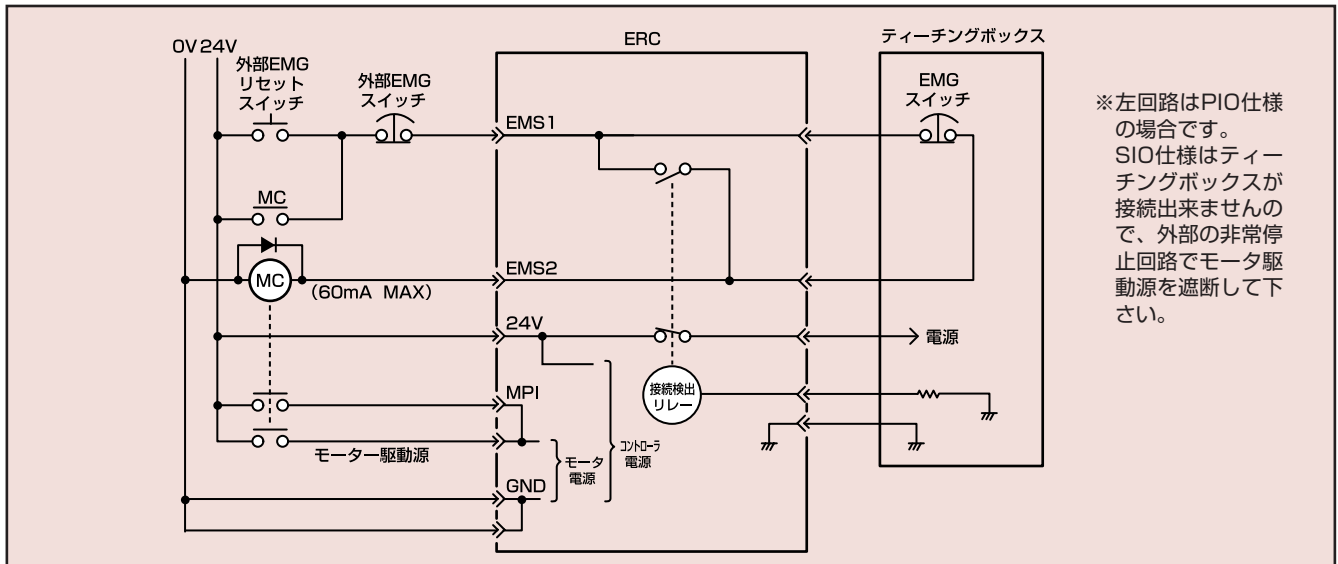 0V 24V
外部EMG
リセット
スイッチ
外部EMG
スイッチ
ERC
ティーチングボックス
EMG
スイッチ
EMS1
MC
MC
(60mA MAX)
EMS2
24V
電源
接続検出
リレー
MPI
モーター駆動源
モータ
電源
コントローラ
電源
GND
※左回路はPIO仕様
の場合です。
SIO仕様はティー
チングボックスが
接続出来ませんの
で、外部の非常停
止回路でモータ駆
動源を遮断して下
さい。